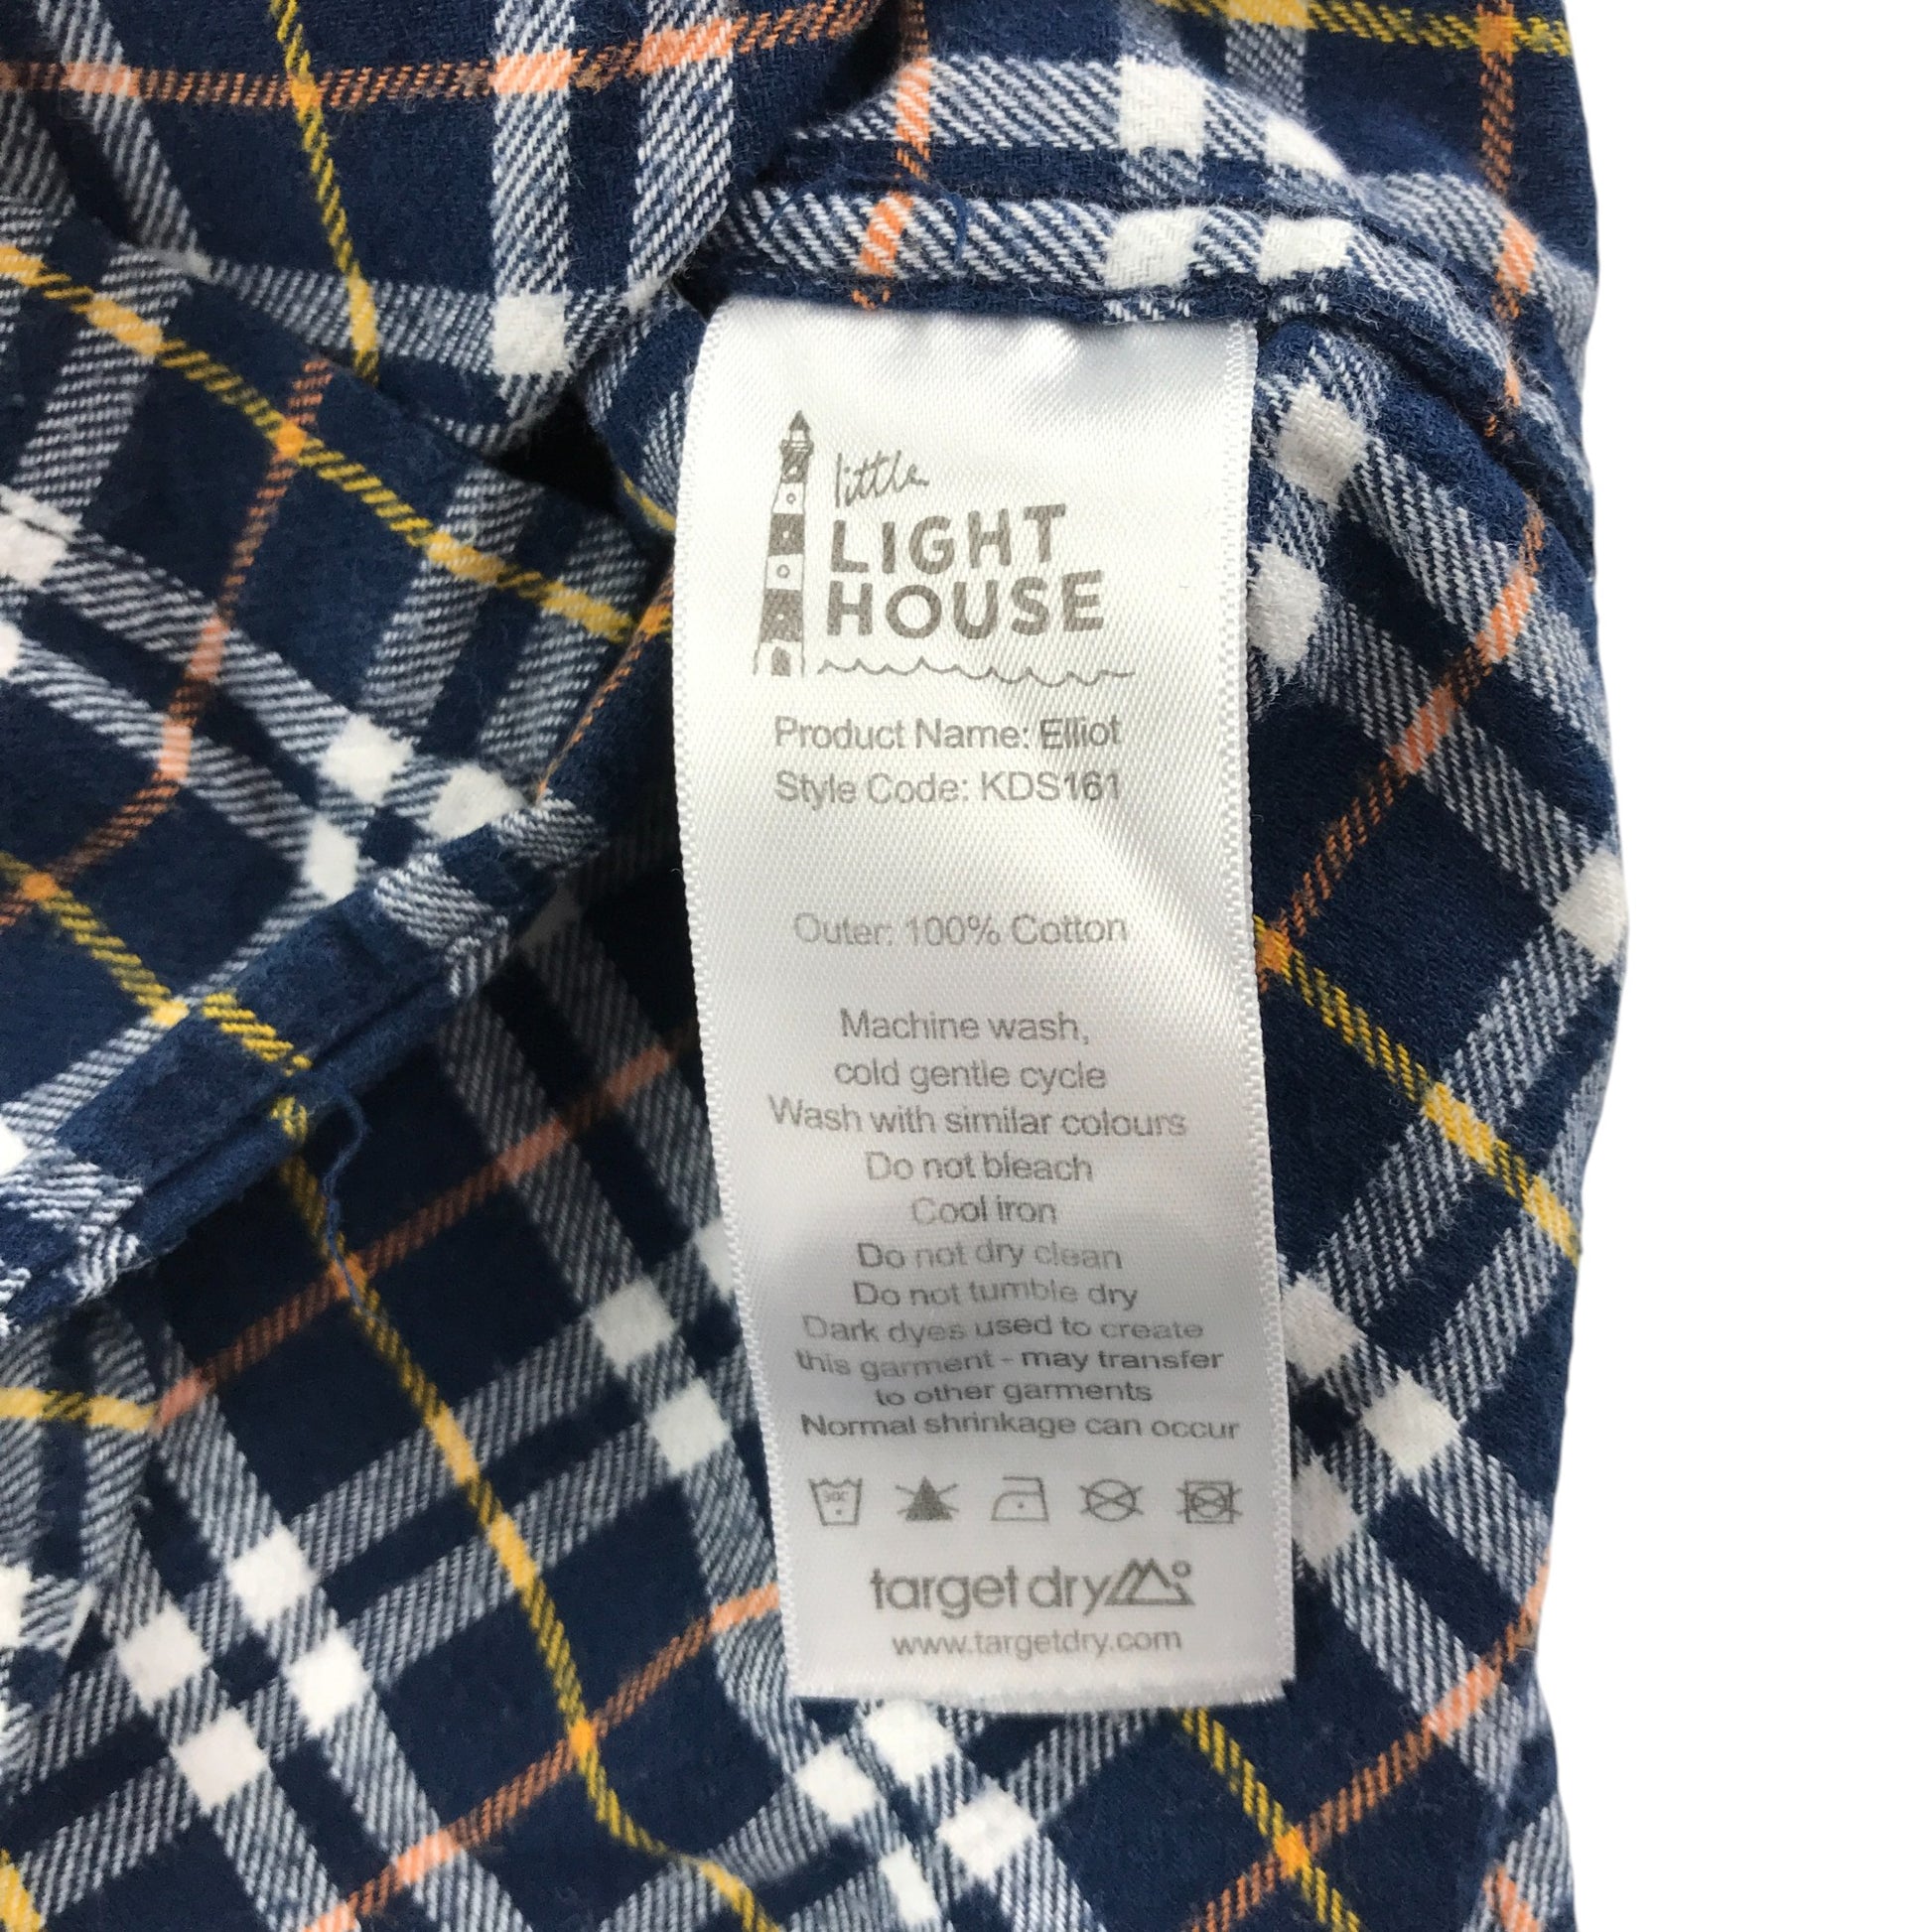 little
LIGHT
HOUSE
Product Name: Elliot
Style Code: KDS161
Outer: 100% Cotton
Machine wash,
cold gentle cycle
Wash with similar colours
Do not bleach
Cool iron
Do not dry clean
Do not tumble dry
Dark dyes used to create
this garment - may transfer
to other garments
Normal shrinkage can occur
target dry
www.targetdry.com